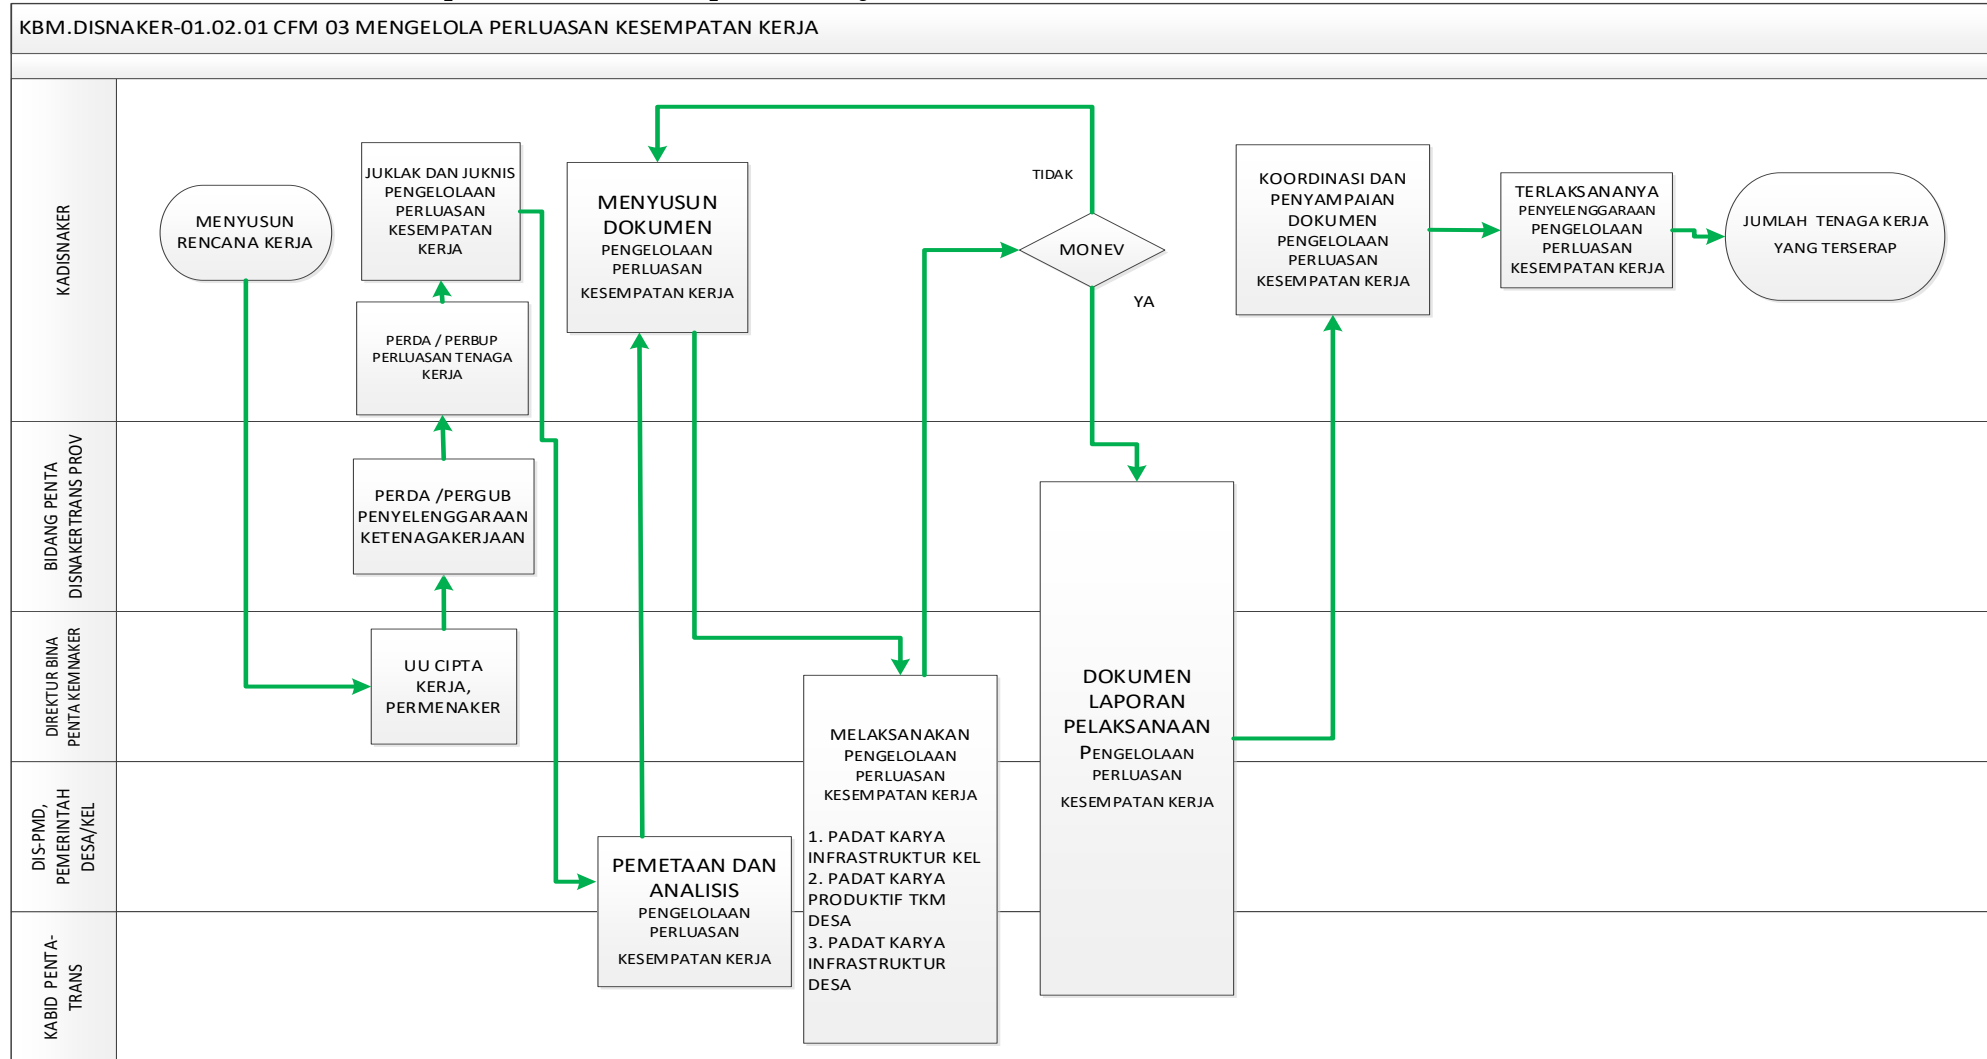 KBM.DISNAKER-01.02.01 CFM 03 MENGELOLA PERLUASAN KESEMPATAN KERJA
KADISNAKER
MENYUSUN
RENCANA KERJA
JUKLAK DAN JUKNIS
PENGELOLAAN
PERLUASAN
KESEMPATAN
KERJA
PERDA / PERBUP
PERLUASAN TENAGA
KERJA
MENYUSUN
DOKUMEN
PENGELOLAAN
PERLUASAN
KESEMPATAN KERJA
TIDAK
MONEV
YA
KOORDINASI DAN
PENYAMPAIAN
DOKUMEN
PENGELOLAAN
PERLUASAN
KESEMPATAN KERJA
TERLAKSANANYA
PENYELENGGARAAN
PENGELOLAAN
PERLUASAN
KESEMPATAN KERJA
JUMLAH TENAGA KERJA
YANG TERSERAP
BIDANG PENTA
DISNAKERTRANS PROV
PERDA /PERGUB
PENYELENGGARAAN
KETENAGAKERJAAN
DIREKTUR BINA
PENTA KEMNAKER
UU CIPTA
KERJA,
PERMENAKER
MELAKSANAKAN
PENGELOLAAN
PERLUASAN
KESEMPATAN KERJA
1. PADAT KARYA
INFRASTRUKTUR KEL
2. PADAT KARYA
PRODUKTIF TKM
DESA
3. PADAT KARYA
INFRASTRUKTUR
DESA
DOKUMEN
LAPORAN
PELAKSANAAN
PENGELOLAAN
PERLUASAN
KESEMPATAN KERJA
DIS-PMD,
PEMERINTAH
DESA/KEL
PEMETAAN DAN
ANALISIS
PENGELOLAAN
PERLUASAN
KESEMPATAN KERJA
KABID PENTA-
TRANS